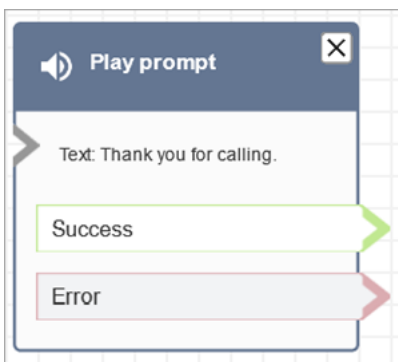 Play prompt
Text: Thank you for calling.
Success
Error